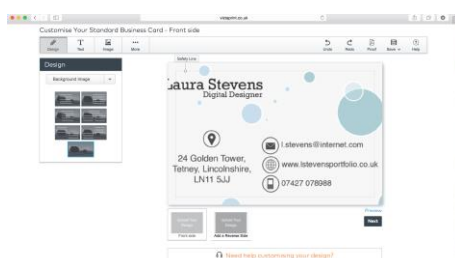 vistaprint.co.uk
Customise Your Standard Business Card - Front side
Design
Text
Image
More
Undo
Redo
Proof
Save
Help
Design
Background Image
Safety Line
Laura Stevens
Digital Designer
24 Golden Tower,
Tetney, Lincolnshire,
LN11 5JJ
l.stevens@internet.com
www.lstevensportfolio.co.uk
07427 078988
Preview
Next
Front side
Add a Reverse Side
Need help customising your design?